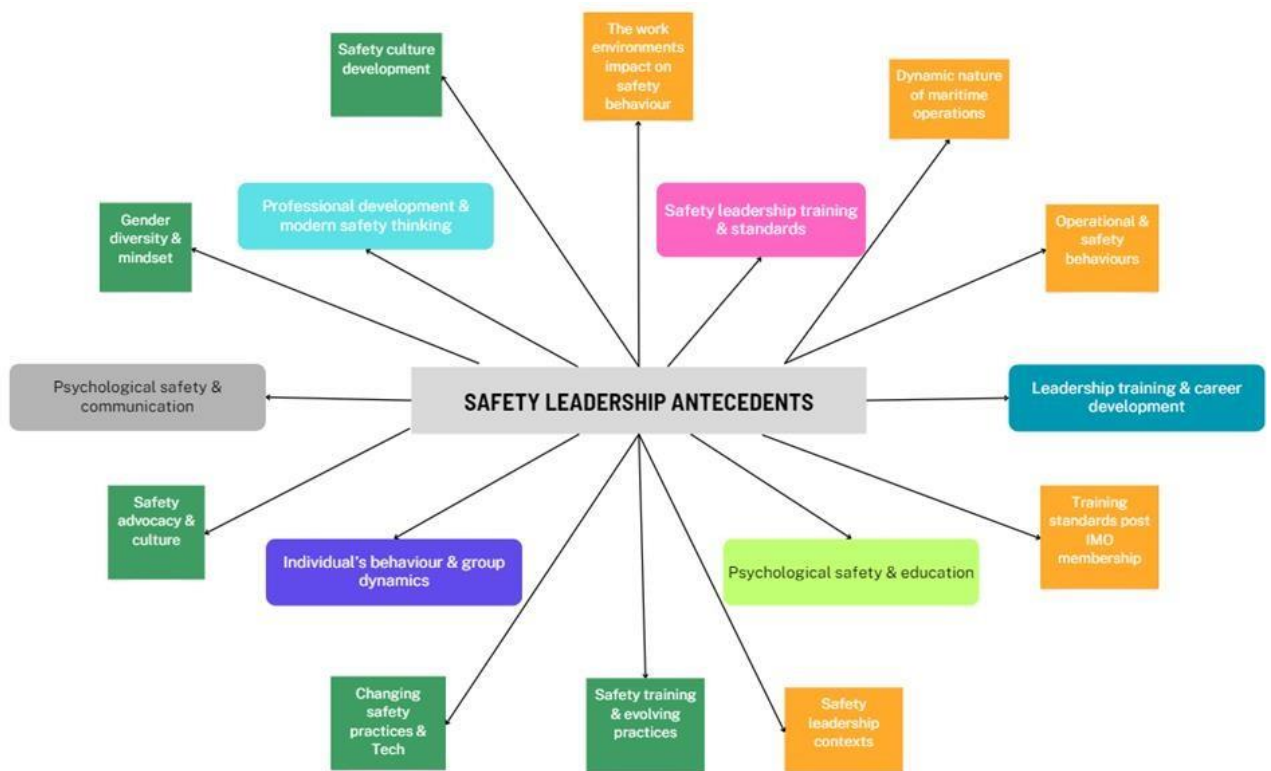 Safety culture
development
The work
environments
impact on
safety
behaviour
Dynamic nature
of maritime
operations
Gender
diversity &
mindset
Professional development &
modern safety thinking
Safety leadership training
& standards
Operational &
safety
behaviours
Psychological safety &
communication
SAFETY LEADERSHIP ANTECEDENTS
Leadership training & career
development
Safety
advocacy &
culture
Individual's behaviour & group
dynamics
Psychological safety & education
Training
standards post
IMO
membership
Changing
safety
practices &
Tech
Safety training
& evolving
practices
Safety
leadership
contexts